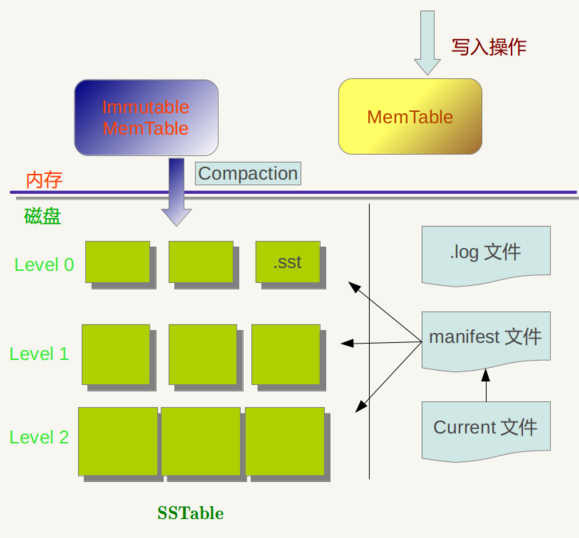 写入操作
Immutable
MemTable
MemTable
Compaction
内存
磁盘
Level 0
.sst
.log 文件
Level 1
manifest 文件
Level 2
Current 文件
SSTable